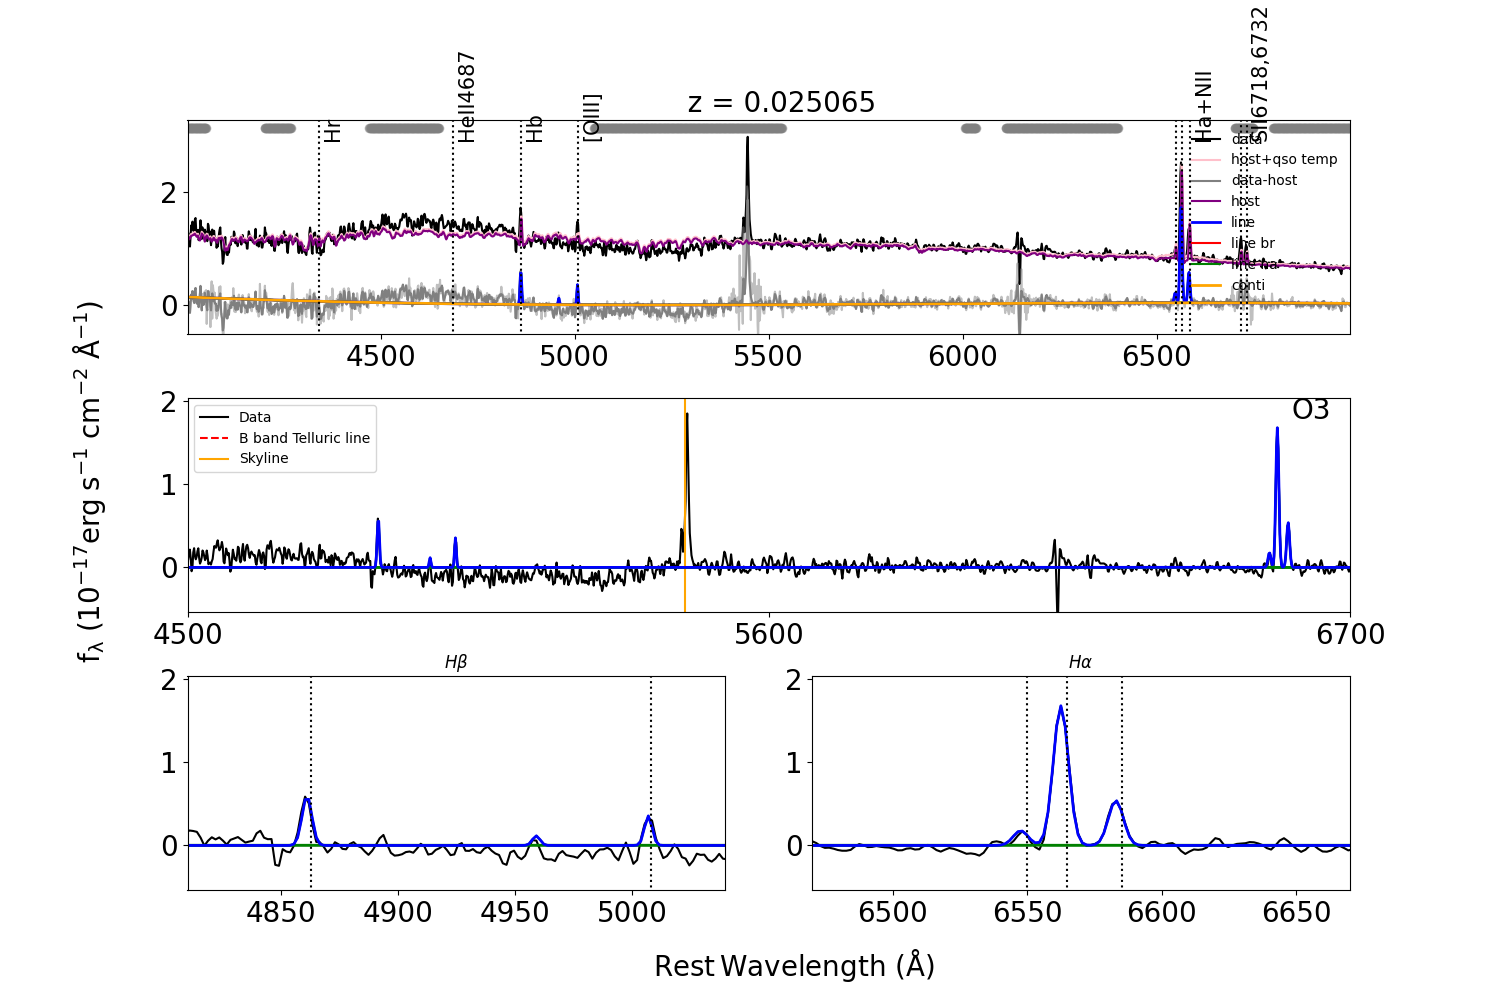 z = 0.025065
Hr
HeII4687
Hb
[OIII]
Ha+NII
SII6718,6732
data
host+qso temp
data-host
host
line
line br
line na
conti
2
0
4500
5000
5500
6000
6500
f_λ (10⁻¹⁷erg s⁻¹ cm⁻² Å⁻¹)
O3
Data
B band Telluric line
Skyline
2
1
0
4500
5600
6700
Hβ
2
1
0
4850
4900
4950
5000
Hα
2
1
0
6500
6550
6600
6650
Rest Wavelength (Å)